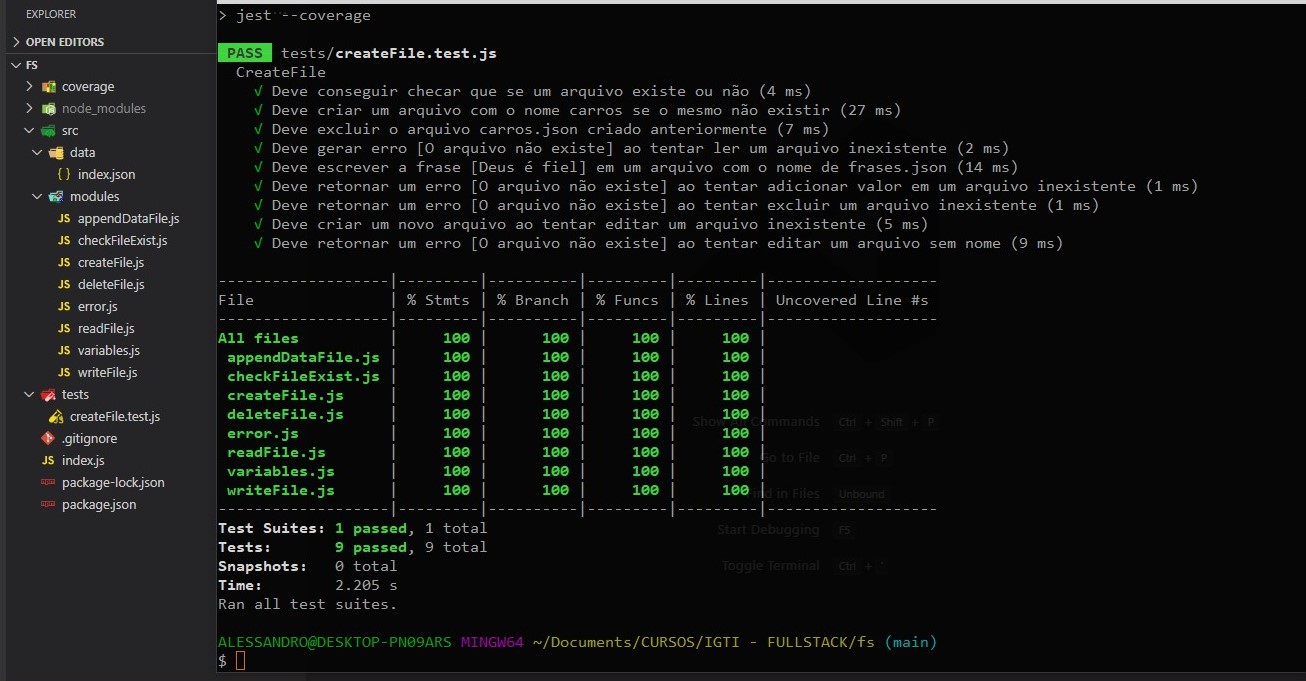 EXPLORER
OPEN EDITORS
FS
coverage
node_modules
src
data
{ } index.json
modules
JS appendDataFile.js
JS checkFileExist.js
JS createFile.js
JS deleteFile.js
JS error.js
JS readFile.js
JS variables.js
JS writeFile.js
tests
createFile.test.js
.gitignore
JS index.js
package-lock.json
package.json
> jest --coverage
PASS tests/createFile.test.js
CreateFile
√ Deve conseguir checar que se um arquivo existe ou não (4 ms)
√ Deve criar um arquivo com o nome carros se o mesmo não existir (27 ms)
√ Deve excluir o arquivo carros.json criado anteriormente (7 ms)
√ Deve gerar erro [O arquivo não existe] ao tentar ler um arquivo inexistente (2 ms)
√ Deve escrever a frase [Deus é fiel] em um arquivo com o nome de frases.json (14 ms)
√ Deve retornar um erro [O arquivo não existe] ao tentar adicionar valor em um arquivo inexistente (1 ms)
√ Deve retornar um erro [O arquivo não existe] ao tentar excluir um arquivo inexistente (1 ms)
√ Deve criar um novo arquivo ao tentar editar um arquivo inexistente (5 ms)
√ Deve retornar um erro [O arquivo não existe] ao tentar editar um arquivo sem nome (9 ms)
-------------------|---------|----------|---------|---------|-------------------
File | % Stmts | % Branch | % Funcs | % Lines | Uncovered Line #s
-------------------|---------|----------|---------|---------|-------------------
All files | 100 | 100 | 100 | 100 |
appendDataFile.js | 100 | 100 | 100 | 100 |
checkFileExist.js | 100 | 100 | 100 | 100 |
createFile.js | 100 | 100 | 100 | 100 |
deleteFile.js | 100 | 100 | 100 | 100 |
error.js | 100 | 100 | 100 | 100 |
readFile.js | 100 | 100 | 100 | 100 |
variables.js | 100 | 100 | 100 | 100 |
writeFile.js | 100 | 100 | 100 | 100 |
-------------------|---------|----------|---------|---------|-------------------
Test Suites: 1 passed, 1 total
Tests: 9 passed, 9 total
Snapshots: 0 total
Time: 2.205 s
Ran all test suites.
ALESSANDRO@DESKTOP-PN09ARS MINGW64 ~/Documents/CURSOS/IGTI - FULLSTACK/fs (main)
$
Show All Commands Ctrl + Shift + P
Go to File Ctrl + P
Find in Files Unbound
Start Debugging F5
Toggle Terminal Ctrl +